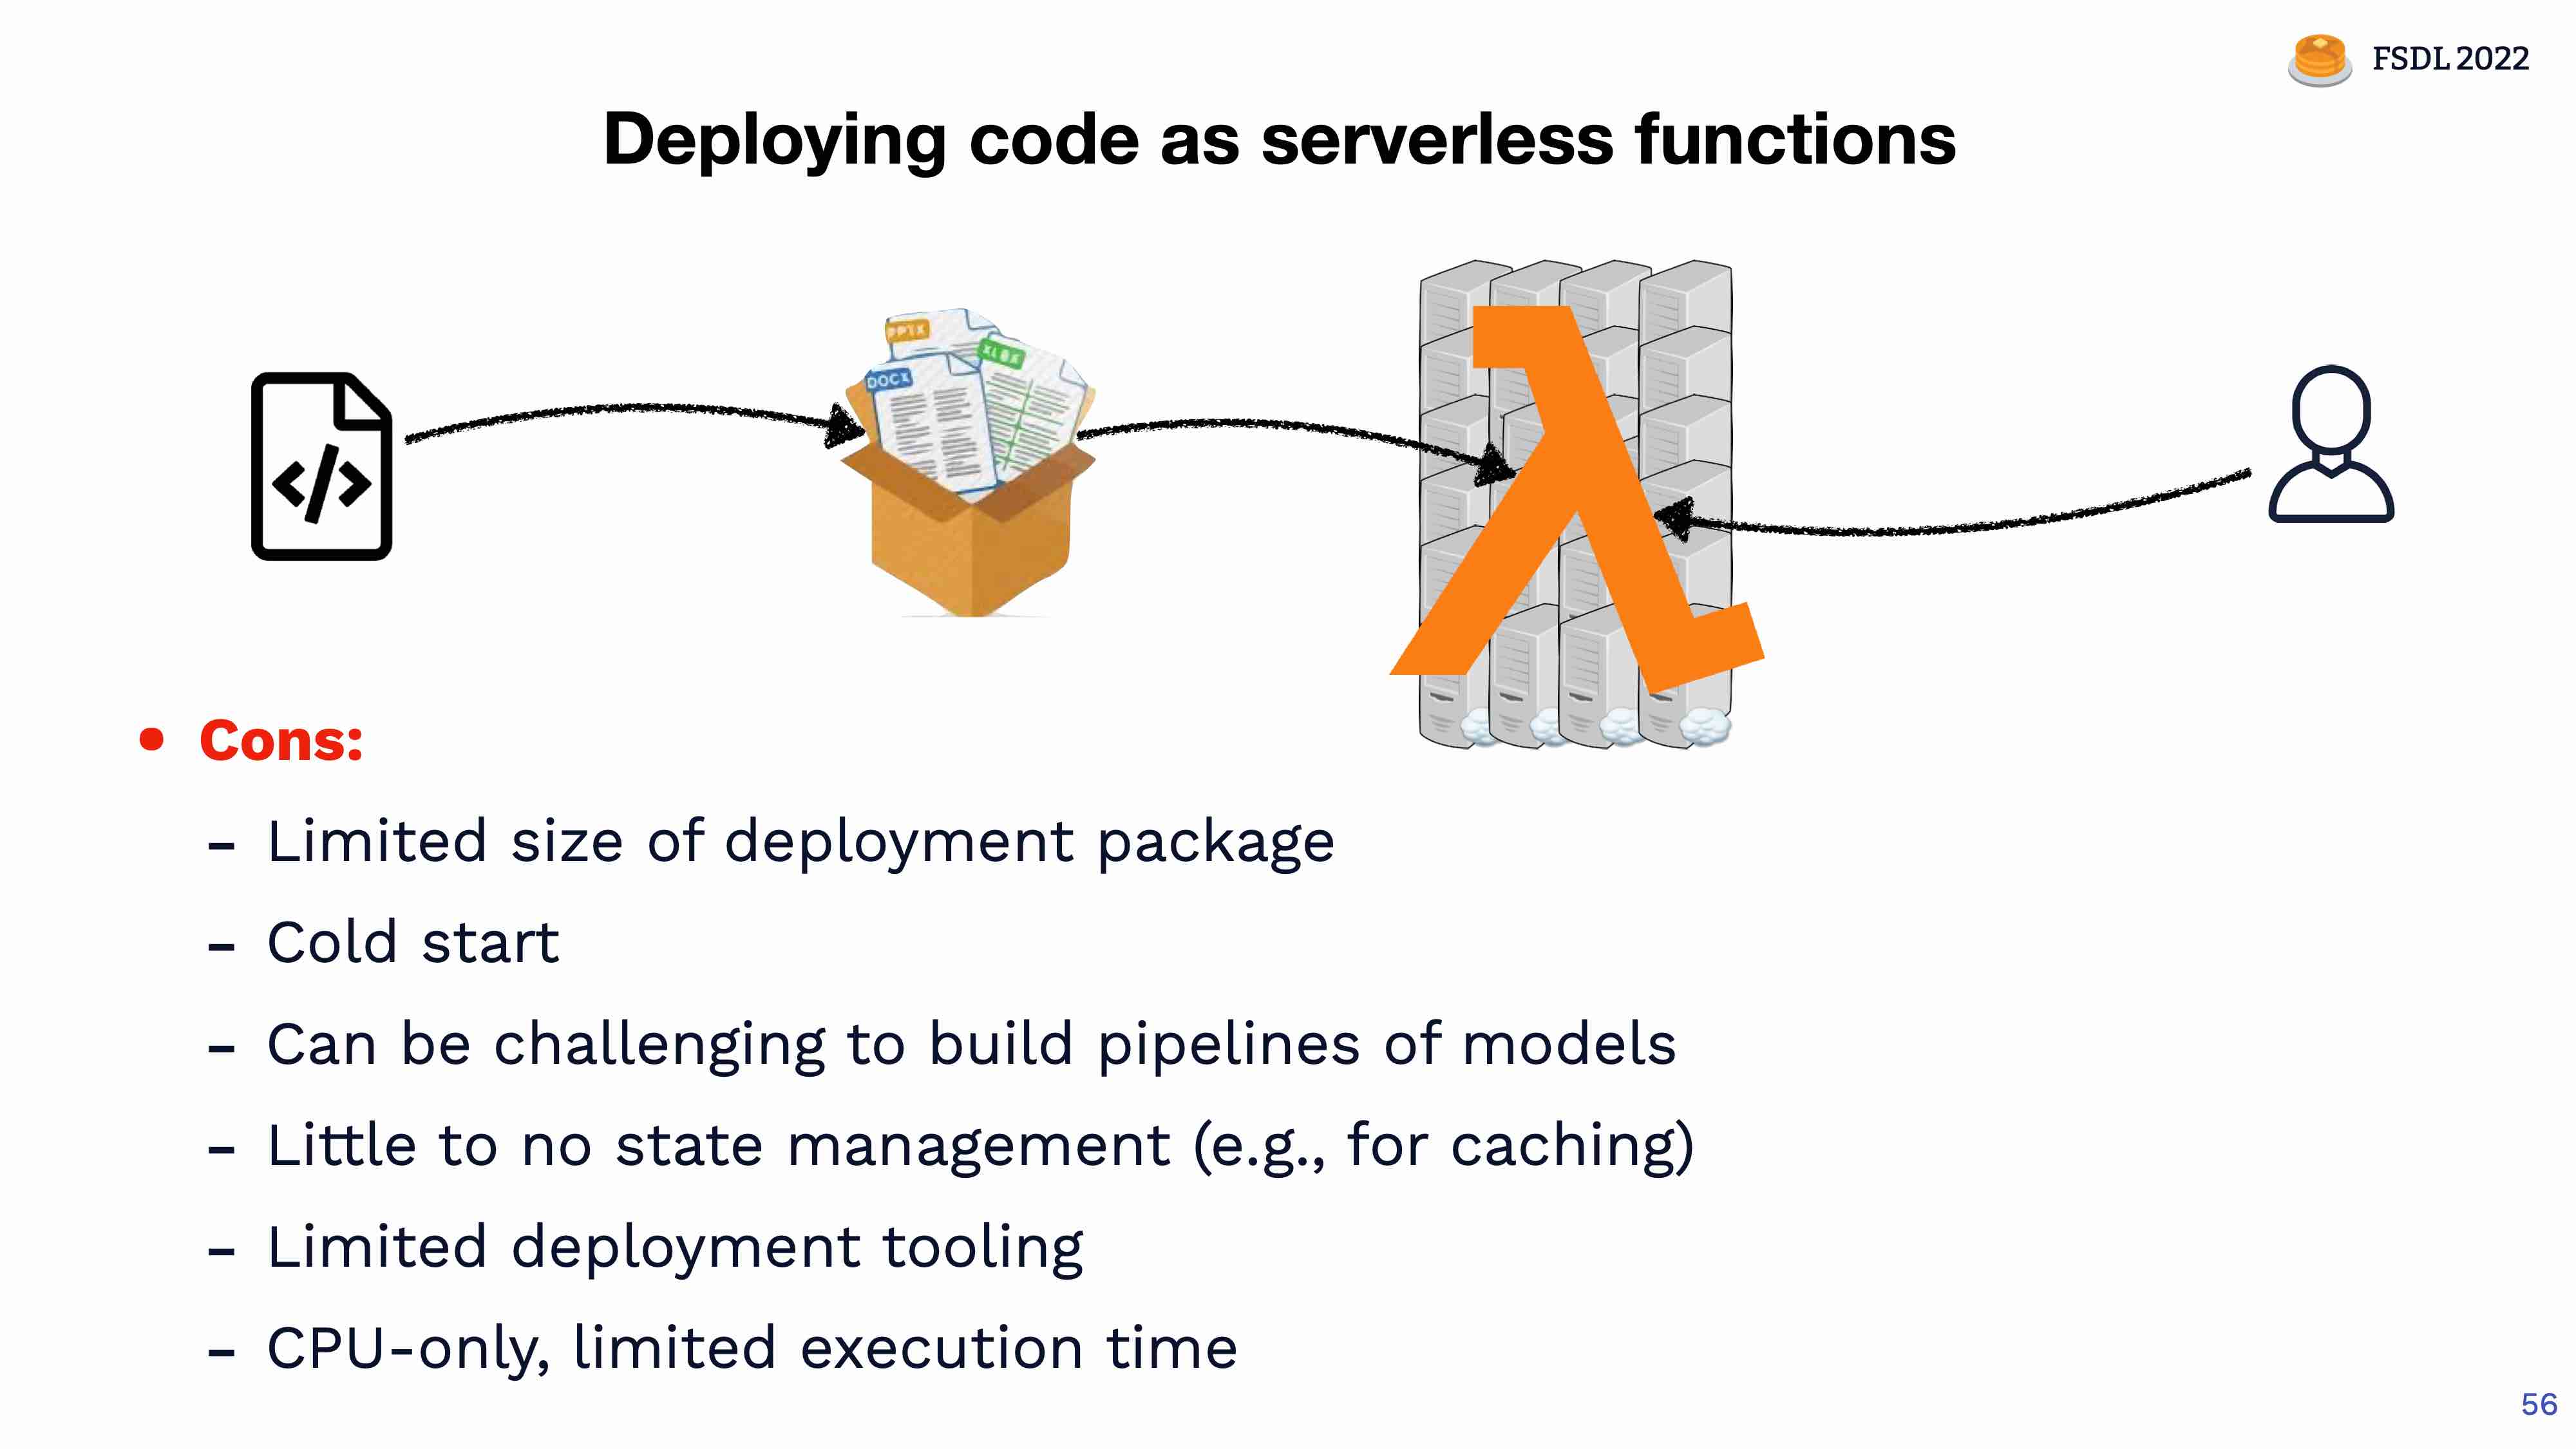 FSDL 2022
Deploying code as serverless functions
PPTX
XLSX
DOCX
</>
• Cons:
- Limited size of deployment package
- Cold start
- Can be challenging to build pipelines of models
- Little to no state management (e.g., for caching)
- Limited deployment tooling
- CPU-only, limited execution time
56